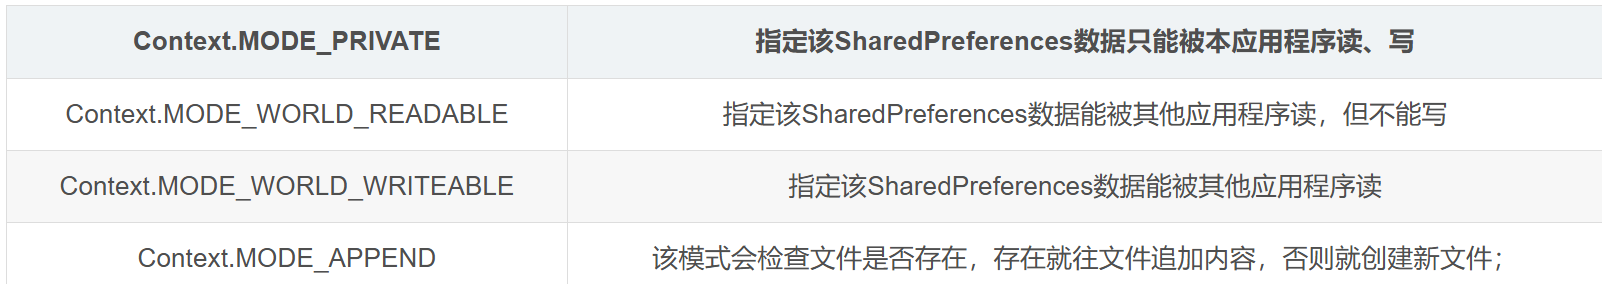 Context.MODE_PRIVATE 指定该SharedPreferences数据只能被本应用程序读、写
Context.MODE_WORLD_READABLE 指定该SharedPreferences数据能被其他应用程序读，但不能写
Context.MODE_WORLD_WRITEABLE 指定该SharedPreferences数据能被其他应用程序读
Context.MODE_APPEND 该模式会检查文件是否存在，存在就往文件追加内容，否则就创建新文件；